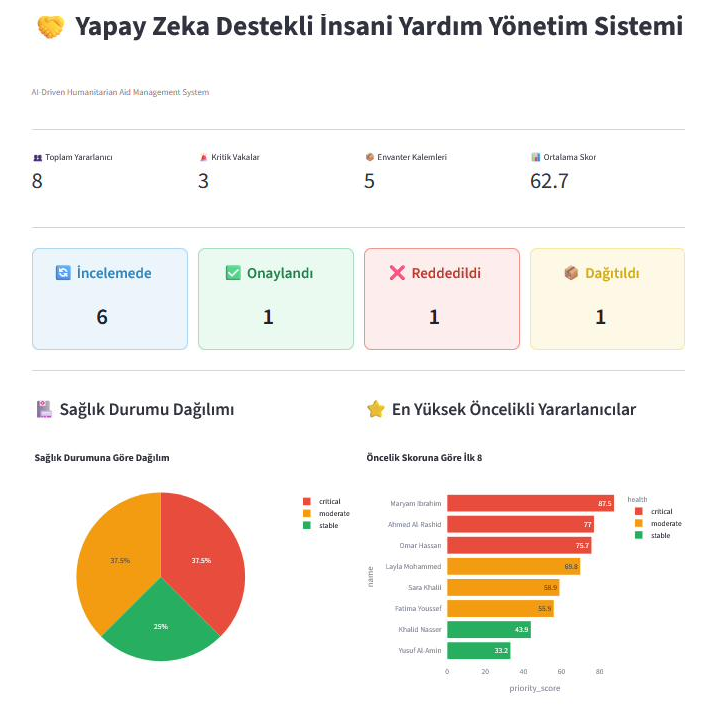 Yapay Zeka Destekli İnsani Yardım Yönetim Sistemi
AI-Driven Humanitarian Aid Management System
Toplam Yararlanıcı
8
Kritik Vakalar
3
Envanter Kalemleri
5
Ortalama Skor
62.7
İncelemede
6
Onaylandı
1
Reddedildi
1
Dağıtıldı
1
Sağlık Durumu Dağılımı
Sağlık Durumuna Göre Dağılım
37.5%
37.5%
25%
critical
moderate
stable
En Yüksek Öncelikli Yararlanıcılar
Öncelik Skoruna Göre İlk 8
name
Maryam Ibrahim 87.5
Ahmed Al-Rashid 77
Omar Hassan 75.7
Layla Mohammed 69.8
Sara Khalil 58.9
Fatima Youssef 55.9
Khalid Nasser 43.9
Yusuf Al-Amin 33.2
0 20 40 60 80
priority_score
health
critical
moderate
stable